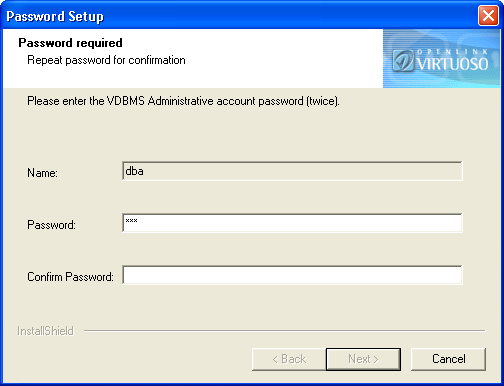 Password Setup
Password required
Repeat password for confirmation
OPENLINK
VIRTUOSO
Please enter the VDBMS Administrative account password (twice).
Name: dba
Password: ***
Confirm Password:
InstallShield
< Back Next > Cancel